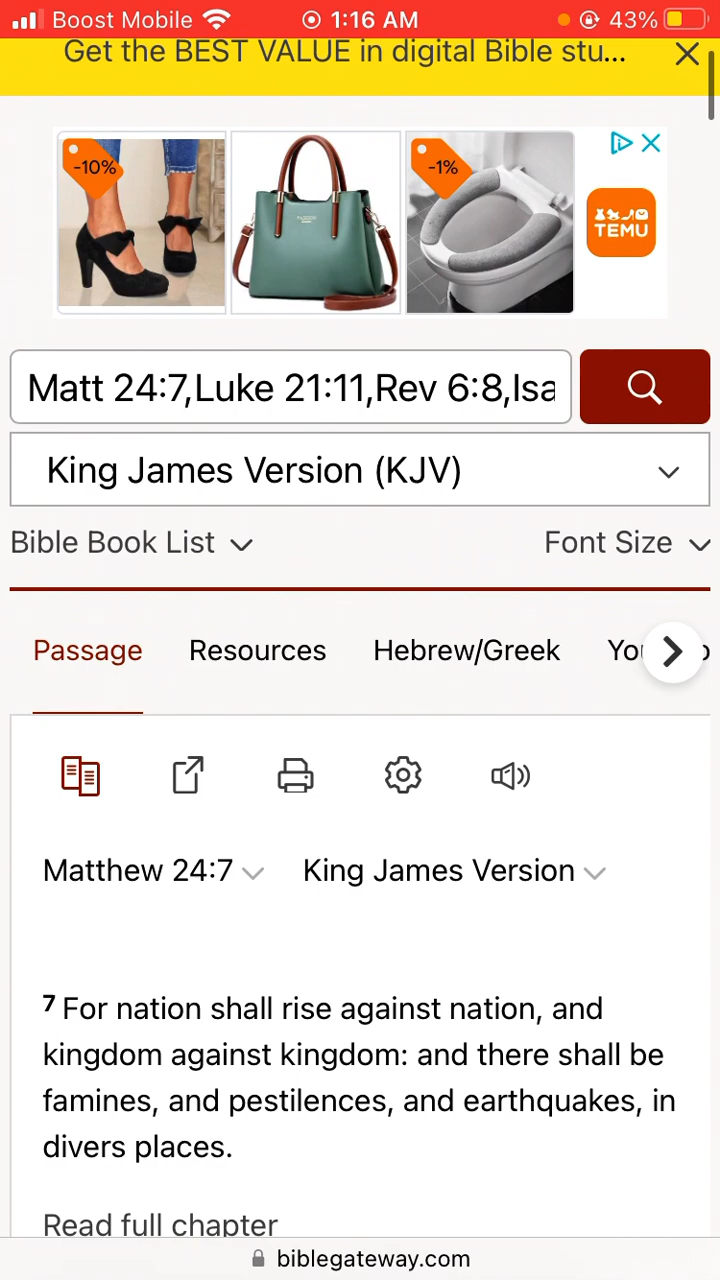 Boost Mobile 1:16 AM 43%
Get the BEST VALUE in digital Bible stu...
-10%
-1%
TEMU
Matt 24:7,Luke 21:11,Rev 6:8,Isa
King James Version (KJV)
Bible Book List Font Size
Passage Resources Hebrew/Greek
Matthew 24:7 King James Version
7 For nation shall rise against nation, and
kingdom against kingdom: and there shall be
famines, and pestilences, and earthquakes, in
divers places.
Read full chapter
biblegateway.com